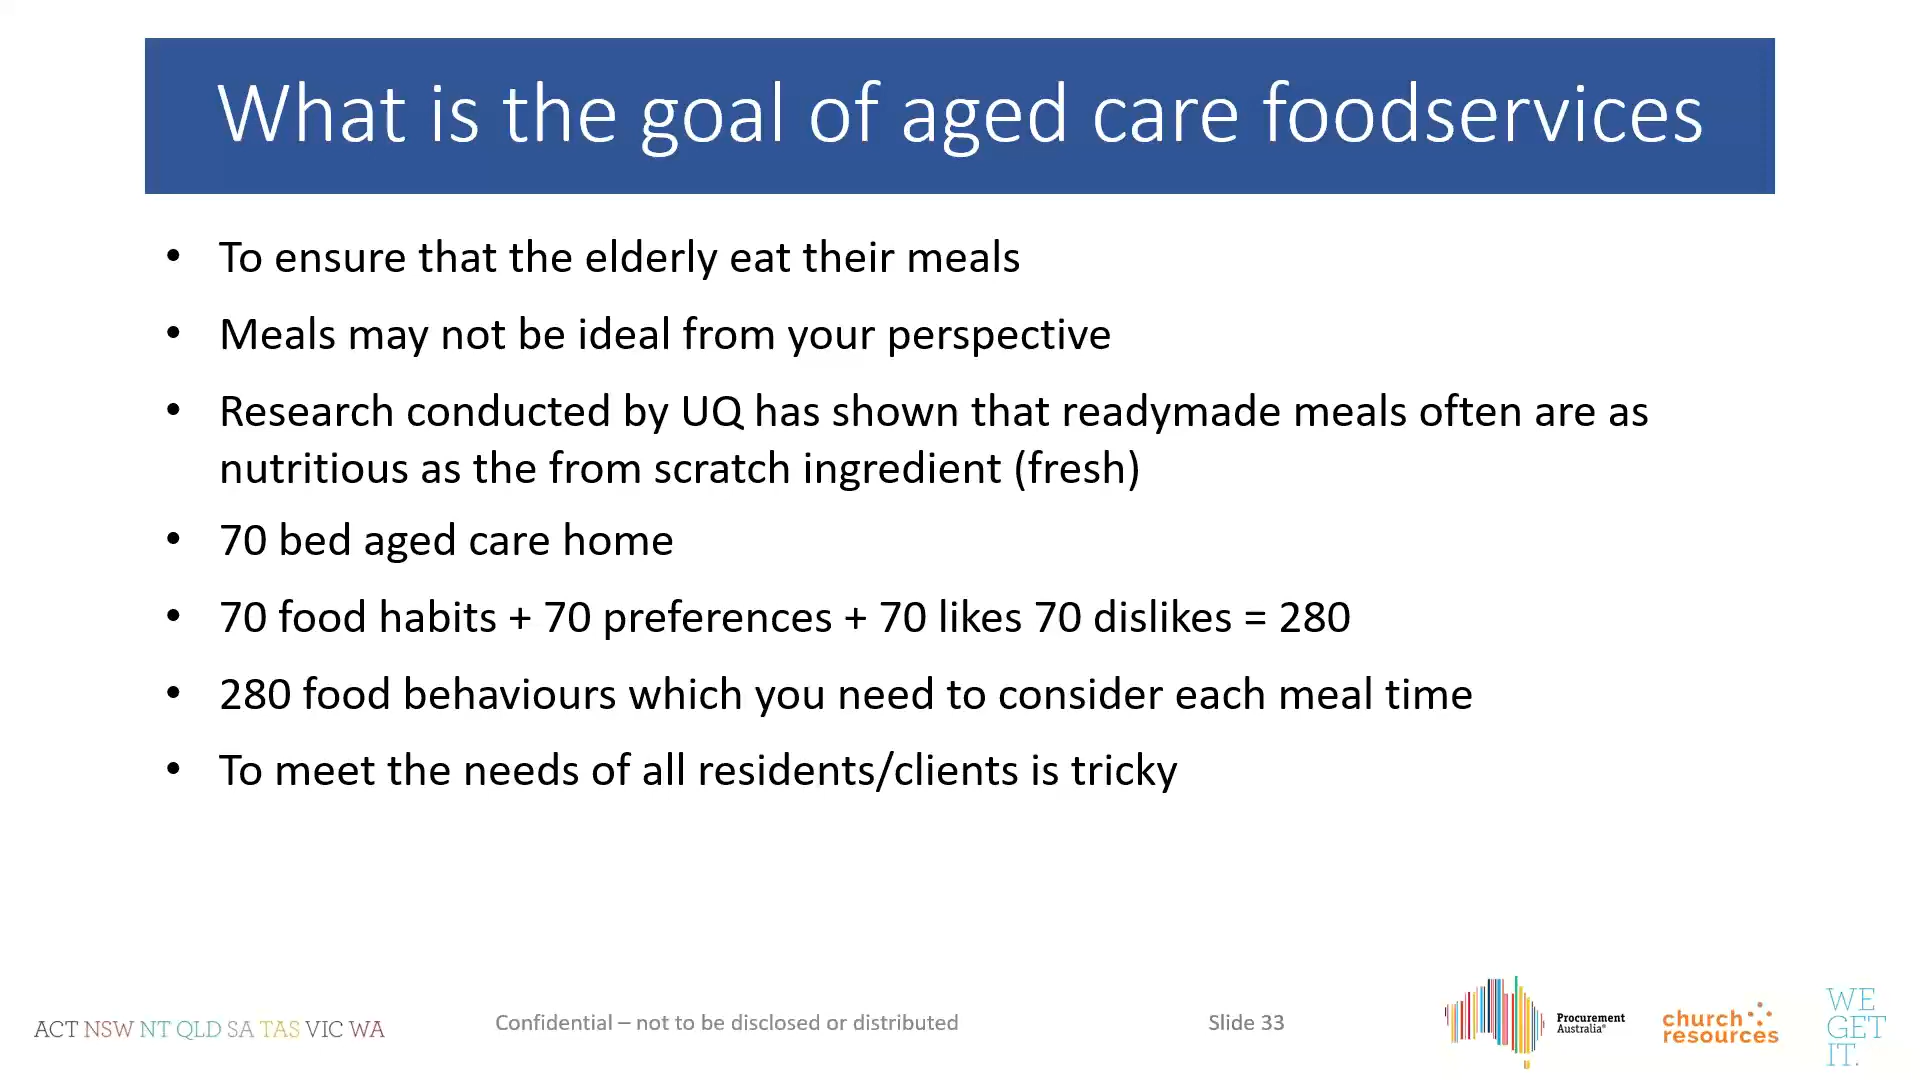 What is the goal of aged care foodservices
• To ensure that the elderly eat their meals
• Meals may not be ideal from your perspective
• Research conducted by UQ has shown that readymade meals often are as
nutritious as the from scratch ingredient (fresh)
• 70 bed aged care home
• 70 food habits + 70 preferences + 70 likes 70 dislikes = 280
• 280 food behaviours which you need to consider each meal time
• To meet the needs of all residents/clients is tricky
ACT NSW NT QLD SA TAS VIC WA
Confidential – not to be disclosed or distributed
Slide 33
Procurement
Australia®
church
resources
WE
GET
IT.